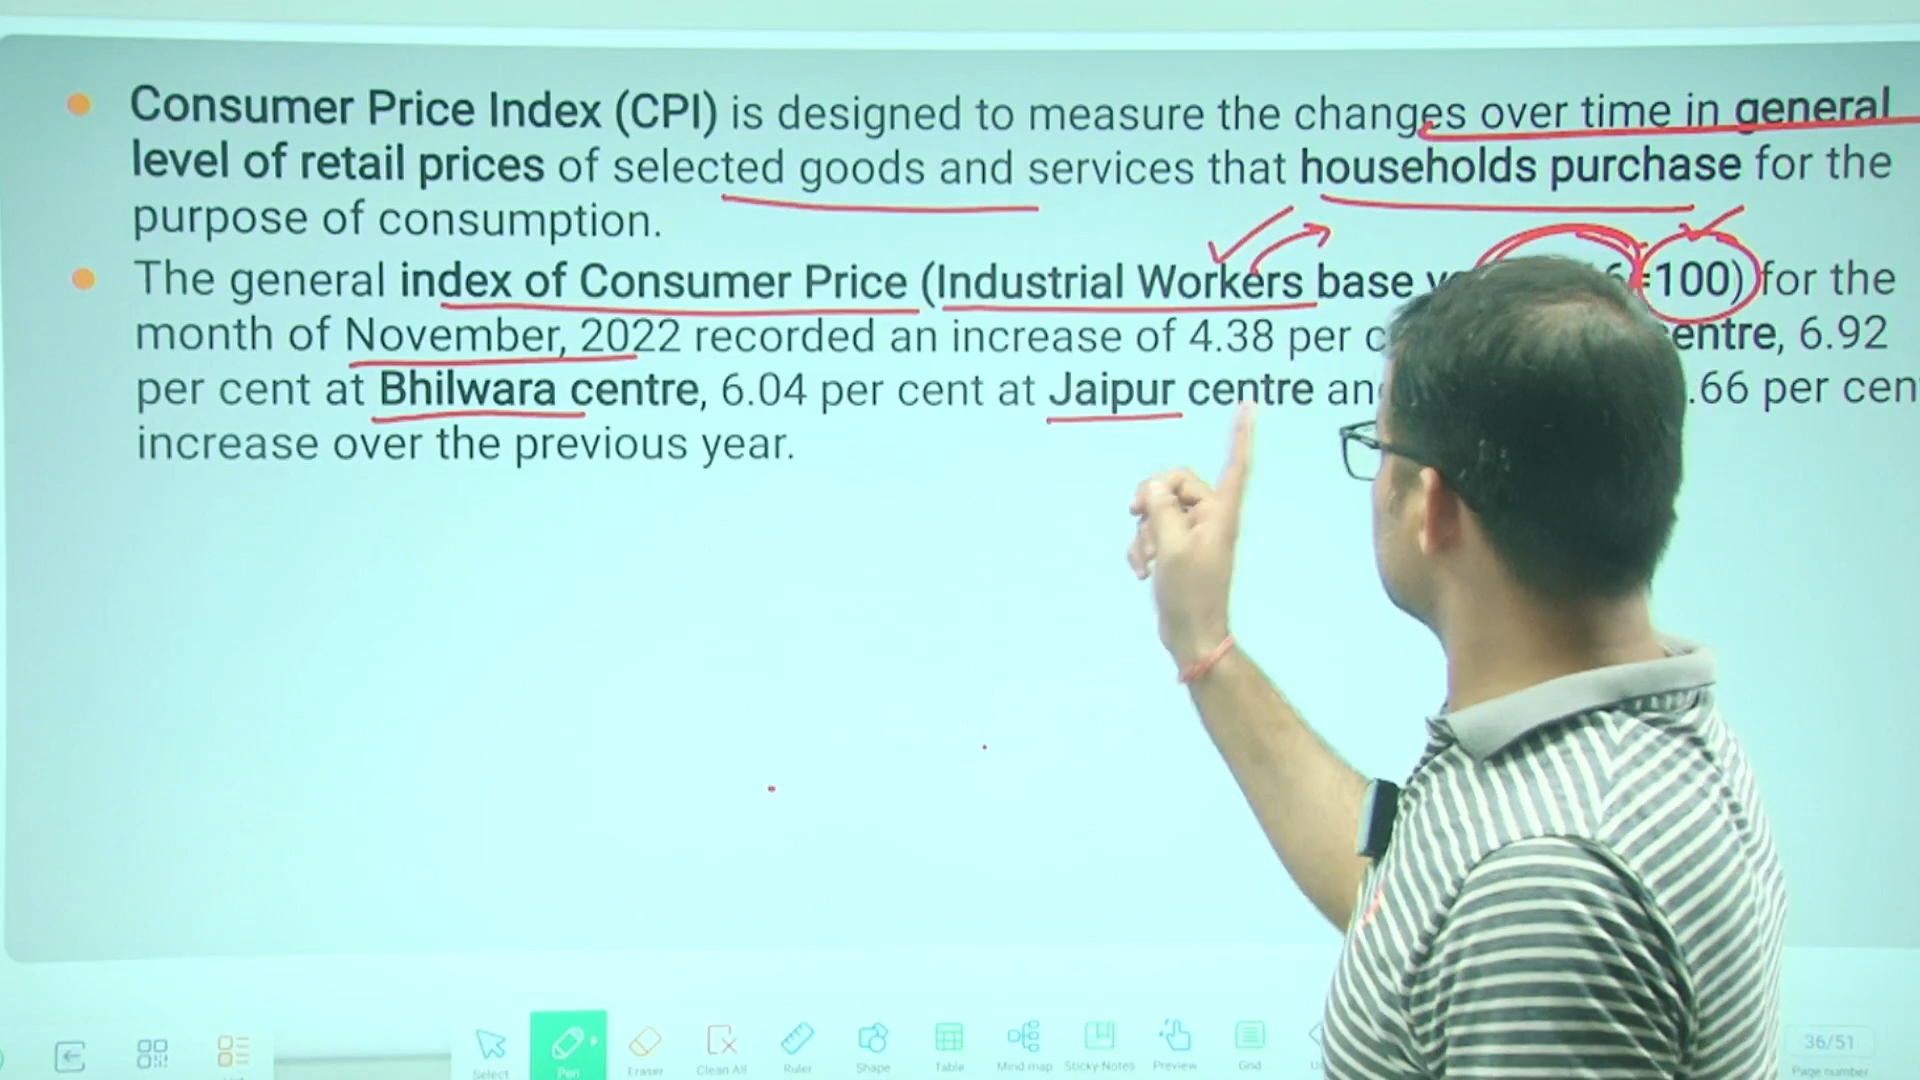 Consumer Price Index (CPI) is designed to measure the changes over time in general
level of retail prices of selected goods and services that households purchase for the
purpose of consumption.
The general index of Consumer Price (Industrial Workers base =100) for the
month of November, 2022 recorded an increase of 4.38 per centre, 6.92
per cent at Bhilwara centre, 6.04 per cent at Jaipur centre .66 per cen
increase over the previous year.
Select Pen Eraser Clean All Ruler Shape Table Mind map Sticky Notes Preview Grid
36/51
Page number